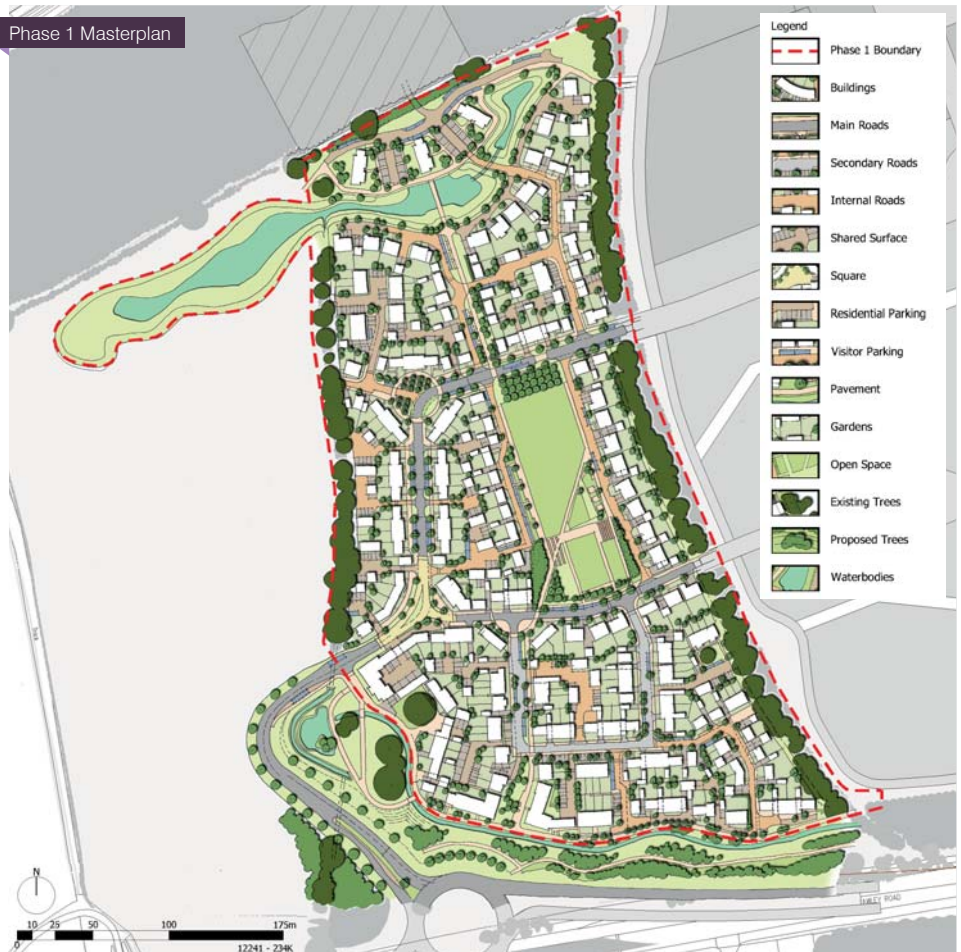 Phase 1 Masterplan
Legend
Phase 1 Boundary
Buildings
Main Roads
Secondary Roads
Internal Roads
Shared Surface
Square
Residential Parking
Visitor Parking
Pavement
Gardens
Open Space
Existing Trees
Proposed Trees
Waterbodies
N
10 25 50 100 175m
0
12241 - 234K
ROAD